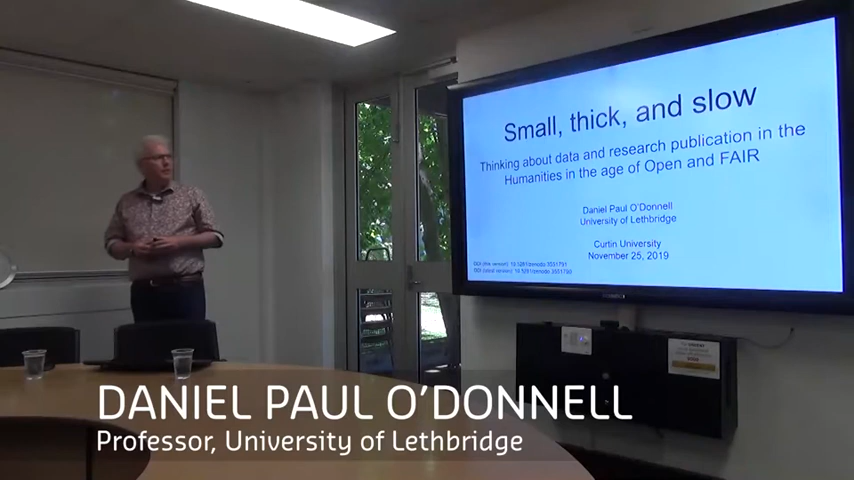 Small, thick, and slow
Thinking about data and research publication in the
Humanities in the age of Open and FAIR
Daniel Paul O'Donnell
University of Lethbridge
Curtin University
November 25, 2019
DANIEL PAUL O'DONNELL
Professor, University of Lethbridge